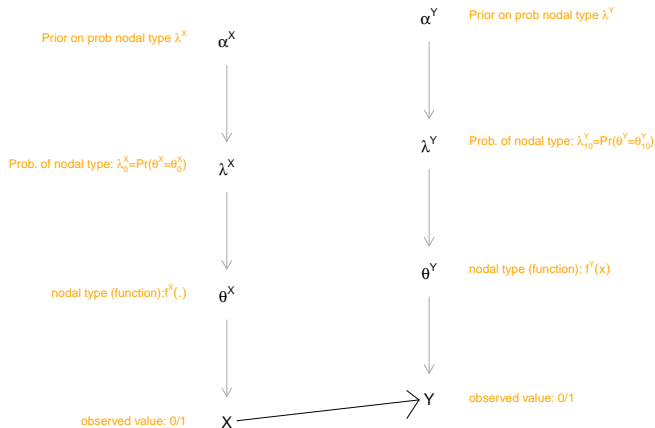 α^Y Prior on prob nodal type λ^Y
Prior on prob nodal type λ^X α^X
λ^Y Prob. of nodal type: λ^Y_10=Pr(θ^Y=θ^Y_10)
Prob. of nodal type: λ^X_0=Pr(θ^X=θ^X_0) λ^X
θ^Y nodal type (function): f^Y(x)
nodal type (function):f^X(.) θ^X
Y observed value: 0/1
observed value: 0/1 X